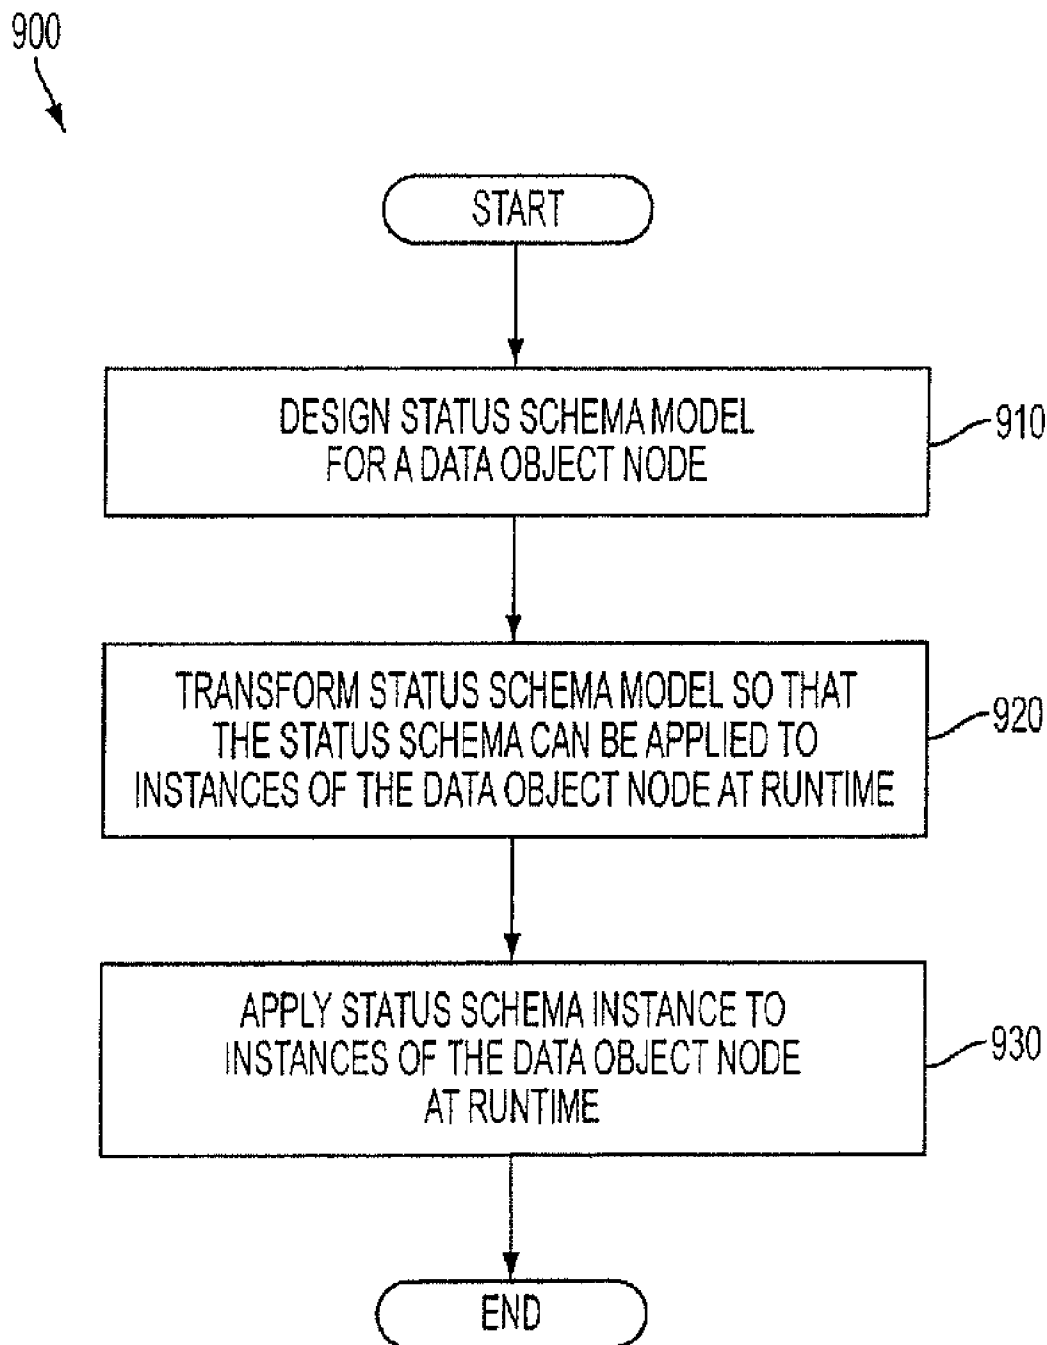 900
START
DESIGN STATUS SCHEMA MODEL
FOR A DATA OBJECT NODE
910
TRANSFORM STATUS SCHEMA MODEL SO THAT
THE STATUS SCHEMA CAN BE APPLIED TO
INSTANCES OF THE DATA OBJECT NODE AT RUNTIME
920
APPLY STATUS SCHEMA INSTANCE TO
INSTANCES OF THE DATA OBJECT NODE
AT RUNTIME
930
END